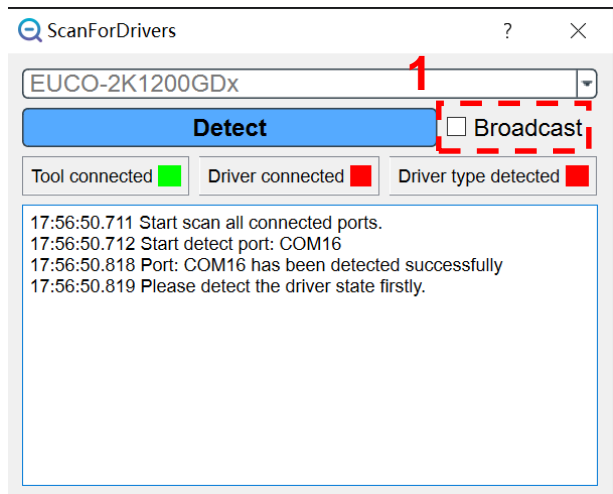 ScanForDrivers ?
1
EUCO-2K1200GDx
Detect Broadcast
Tool connected Driver connected Driver type detected
17:56:50.711 Start scan all connected ports.
17:56:50.712 Start detect port: COM16
17:56:50.818 Port: COM16 has been detected successfully
17:56:50.819 Please detect the driver state firstly.